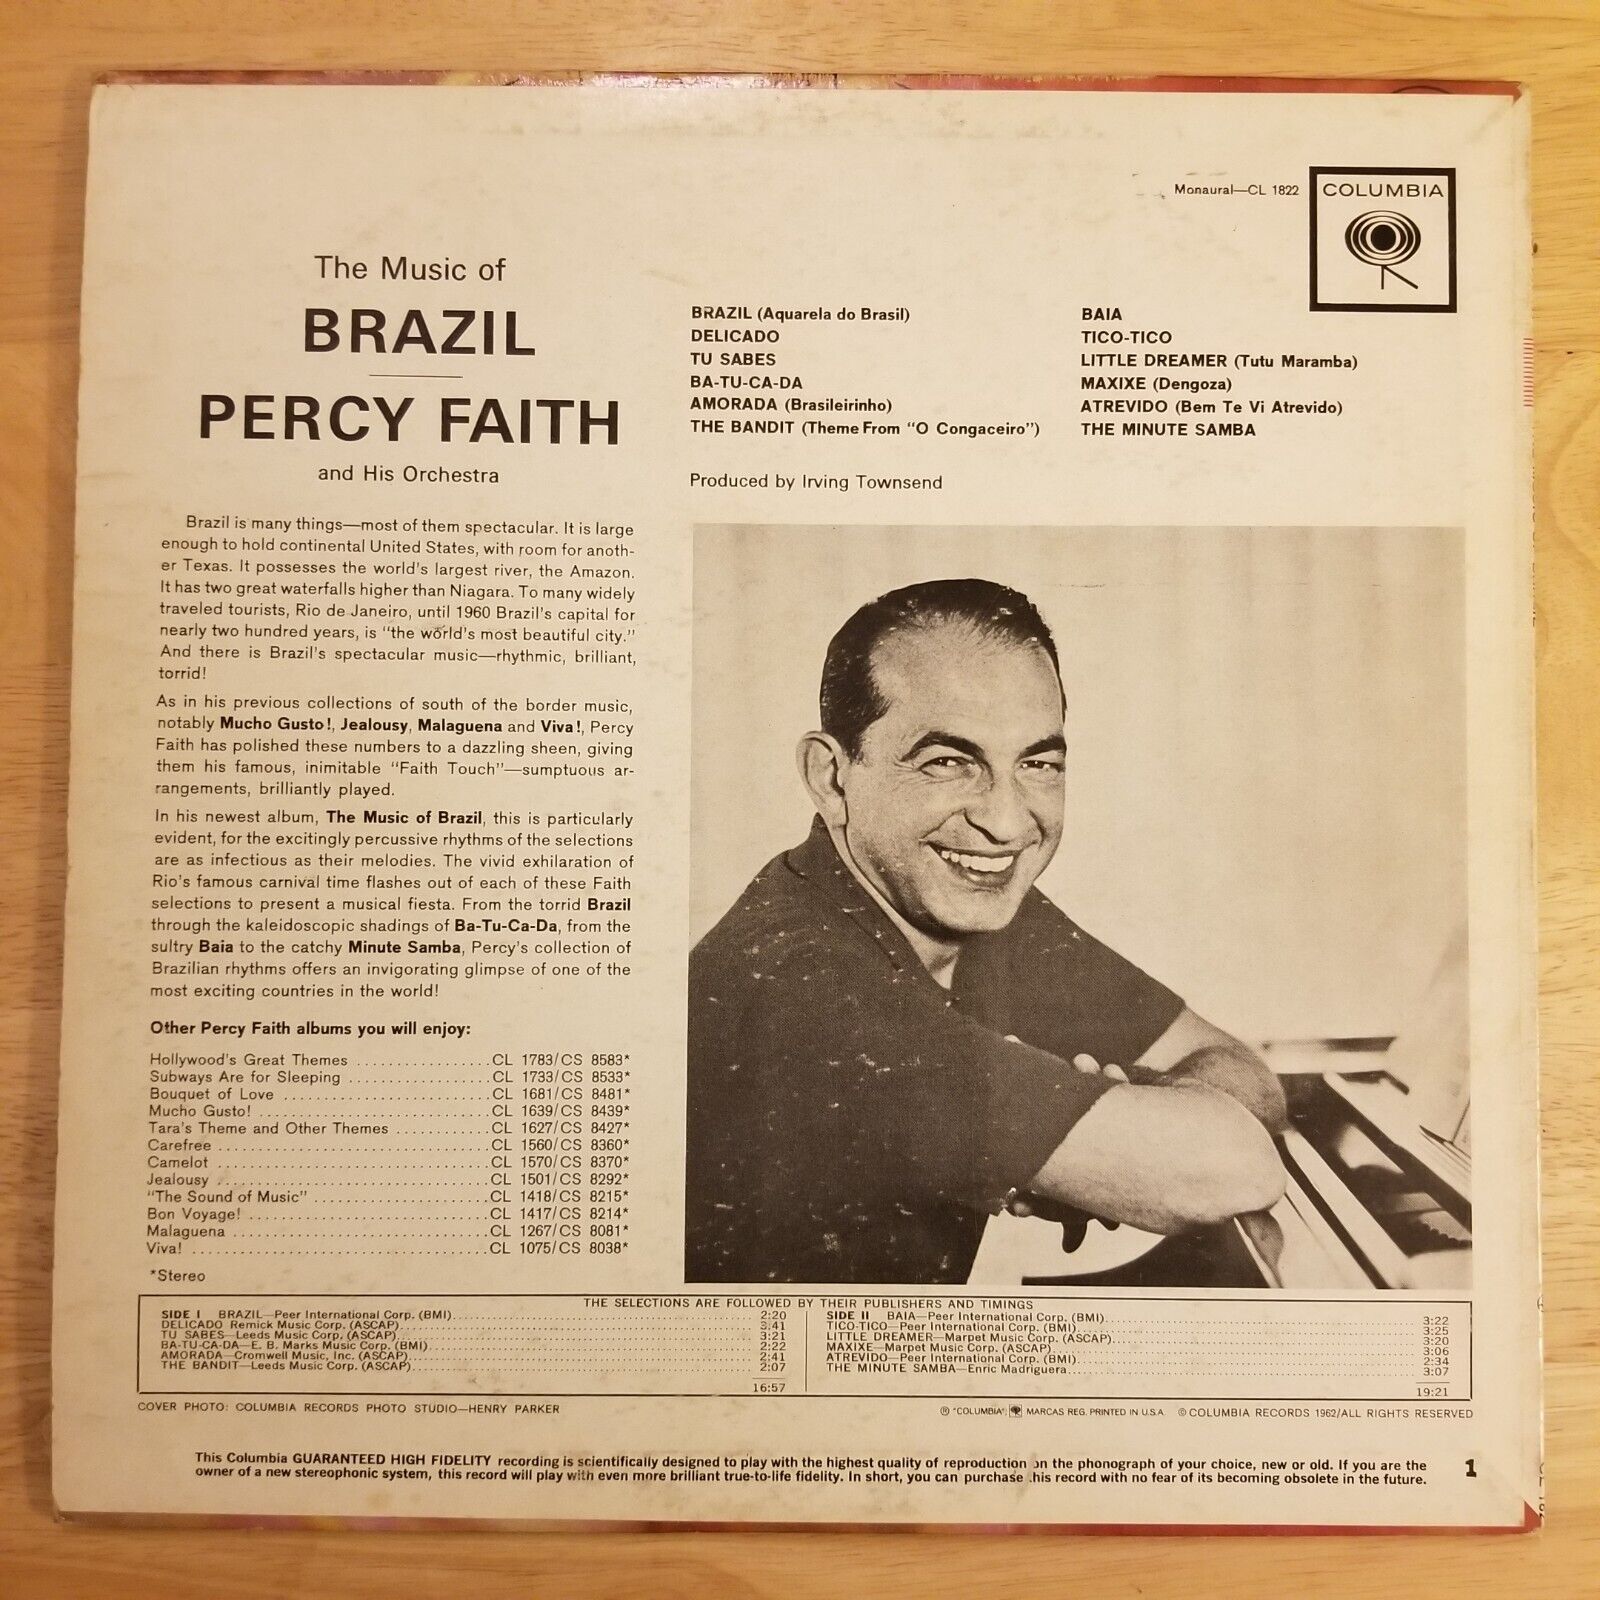 Monaural—CL 1822
COLUMBIA
The Music of
BRAZIL
PERCY FAITH
and His Orchestra
BRAZIL (Aquarela do Brasil)
DELICADO
TU SABES
BA-TU-CA-DA
AMORADA (Brasileirinho)
THE BANDIT (Theme From "O Congaceiro")
BAIA
TICO-TICO
LITTLE DREAMER (Tutu Maramba)
MAXIXE (Dengoza)
ATREVIDO (Bem Te Vi Atrevido)
THE MINUTE SAMBA
Produced by Irving Townsend
Brazil is many things—most of them spectacular. It is large
enough to hold continental United States, with room for anoth-
er Texas. It possesses the world's largest river, the Amazon.
It has two great waterfalls higher than Niagara. To many widely
traveled tourists, Rio de Janeiro, until 1960 Brazil's capital for
nearly two hundred years, is "the world's most beautiful city."
And there is Brazil's spectacular music—rhythmic, brilliant,
torrid!
As in his previous collections of south of the border music,
notably Mucho Gusto!, Jealousy, Malaguena and Viva!, Percy
Faith has polished these numbers to a dazzling sheen, giving
them his famous, inimitable "Faith Touch"—sumptuous ar-
rangements, brilliantly played.
In his newest album, The Music of Brazil, this is particularly
evident, for the excitingly percussive rhythms of the selections
are as infectious as their melodies. The vivid exhilaration of
Rio's famous carnival time flashes out of each of these Faith
selections to present a musical fiesta. From the torrid Brazil
through the kaleidoscopic shadings of Ba-Tu-Ca-Da, from the
sultry Baia to the catchy Minute Samba, Percy's collection of
Brazilian rhythms offers an invigorating glimpse of one of the
most exciting countries in the world!
Other Percy Faith albums you will enjoy:
Hollywood's Great Themes ................ CL 1783/CS 8583*
Subways Are for Sleeping ................ CL 1733/CS 8533*
Bouquet of Love ................ CL 1681/CS 8481*
Mucho Gusto! ................ CL 1639/CS 8439*
Tara's Theme and Other Themes ............ CL 1627/CS 8427*
Carefree ................ CL 1560/CS 8360*
Camelot ................ CL 1570/CS 8370*
Jealousy ................ CL 1501/CS 8292*
"The Sound of Music" ................ CL 1418/CS 8215*
Bon Voyage! ................ CL 1417/CS 8214*
Malaguena ................ CL 1267/CS 8081*
Viva! ................ CL 1075/CS 8038*
*Stereo
THE SELECTIONS ARE FOLLOWED BY THEIR PUBLISHERS AND TIMINGS
SIDE I BRAZIL—Peer International Corp. (BMI) 2:20
DELICADO Remick Music Corp. (ASCAP) 3:41
TU SABES—Leeds Music Corp. (ASCAP) 3:21
BA-TU-CA-DA—E. B. Marks Music Corp. (BMI) 2:22
AMORADA—Cromwell Music, Inc. (ASCAP) 2:41
THE BANDIT—Leeds Music Corp. (ASCAP) 2:07
16:57
SIDE II BAIA—Peer International Corp. (BMI) 3:22
TICO-TICO—Peer International Corp. (BMI) 3:25
LITTLE DREAMER—Marpet Music Corp. (ASCAP) 3:20
MAXIXE—Marpet Music Corp. (ASCAP) 3:06
ATREVIDO—Peer International Corp. (BMI) 2:34
THE MINUTE SAMBA—Enric Madriguera 3:07
19:21
COVER PHOTO: COLUMBIA RECORDS PHOTO STUDIO—HENRY PARKER
® "COLUMBIA", MARCAS REG. PRINTED IN U.S.A. © COLUMBIA RECORDS 1962/ALL RIGHTS RESERVED
This Columbia GUARANTEED HIGH FIDELITY recording is scientifically designed to play with the highest quality of reproduction on the phonograph of your choice, new or old. If you are the
owner of a new stereophonic system, this record will play with even more brilliant true-to-life fidelity. In short, you can purchase this record with no fear of its becoming obsolete in the future.
1